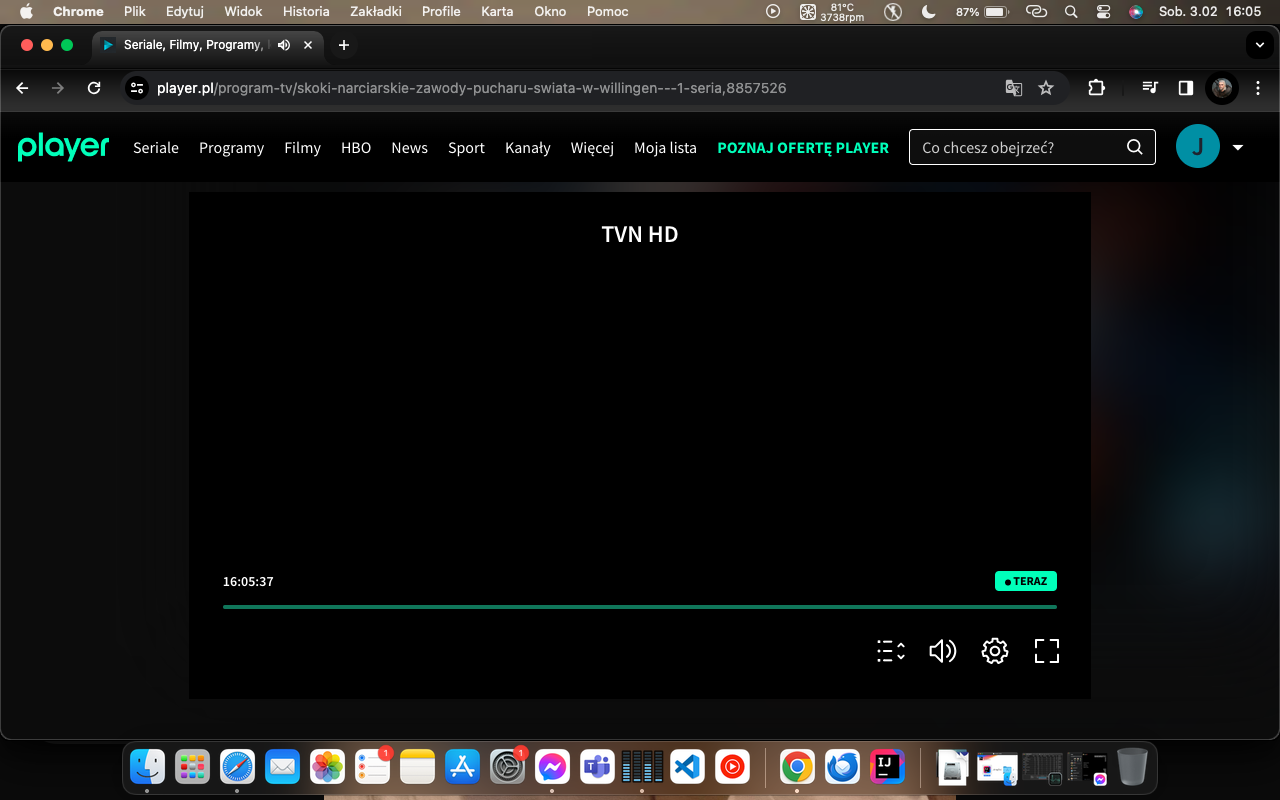 Chrome Plik Edytuj Widok Historia Zakładki Profile Karta Okno Pomoc 81°C 3738rpm 87% Sob. 3.02 16:05
Seriale, Filmy, Programy,
player.pl/program-tv/skoki-narciarskie-zawody-pucharu-swiata-w-willingen---1-seria,8857526
player Seriale Programy Filmy HBO News Sport Kanały Więcej Moja lista POZNAJ OFERTĘ PLAYER Co chcesz obejrzeć? J
TVN HD
16:05:37 TERAZ
1 1 IJ